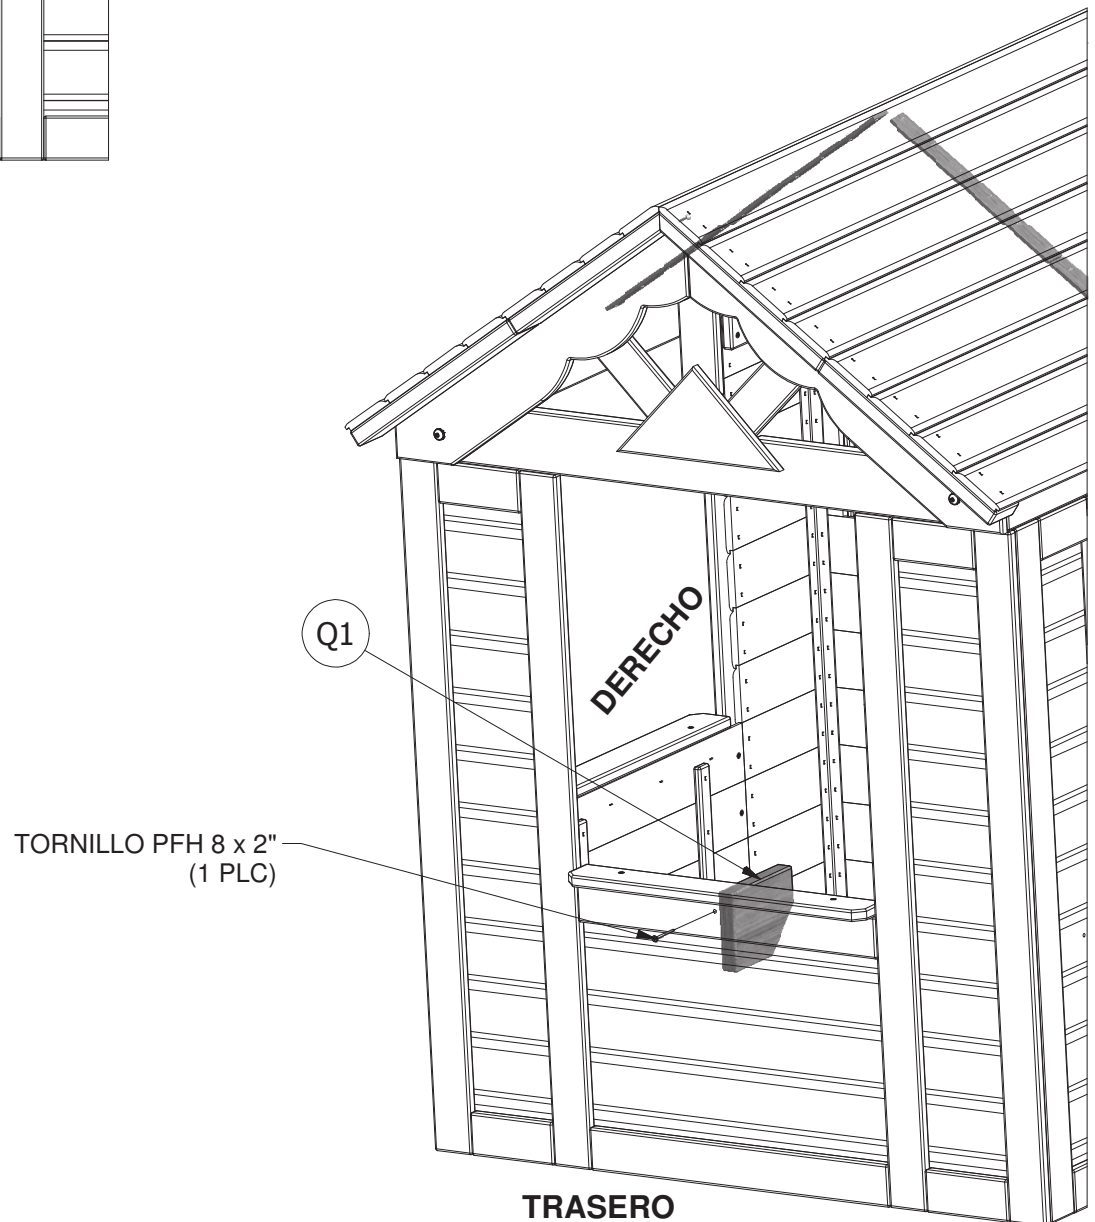 DERECHO
Q1
TORNILLO PFH 8 x 2"
(1 PLC)
TRASERO